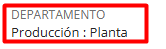 DEPARTAMENTO
Producción : Planta